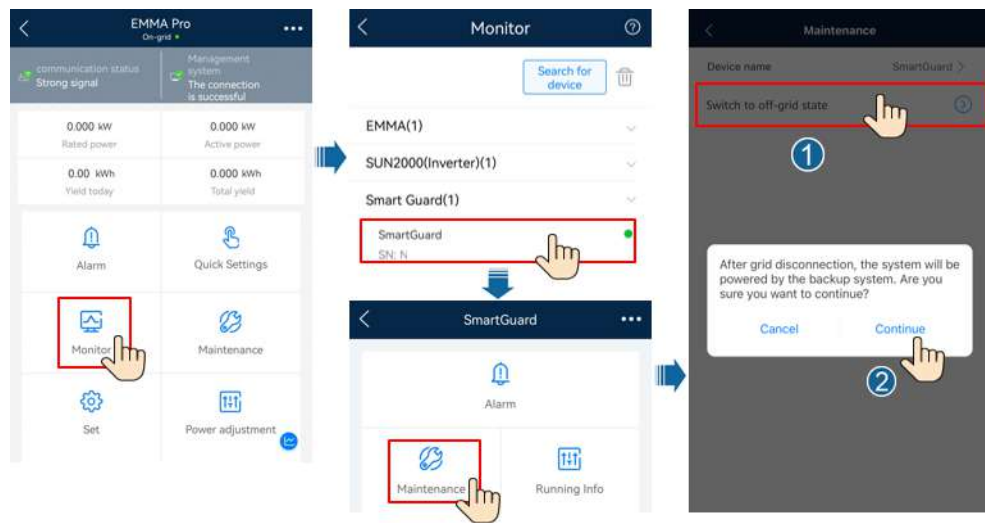 EMMA Pro
On-grid
communication status
Strong signal
Management
system
The connection
is successful
0.000 kW
Rated power
0.000 kW
Active power
0.00 kWh
Yield today
0.000 kWh
Total yield
Alarm
Quick Settings
Monitor
Maintenance
Set
Power adjustment
Monitor
Search for
device
EMMA(1)
SUN2000(Inverter)(1)
Smart Guard(1)
SmartGuard
SN: N
SmartGuard
Alarm
Maintenance
Running Info
Maintenance
Device name
SmartGuard
Switch to off-grid state
1
After grid disconnection, the system will be
powered by the backup system. Are you
sure you want to continue?
Cancel
Continue
2